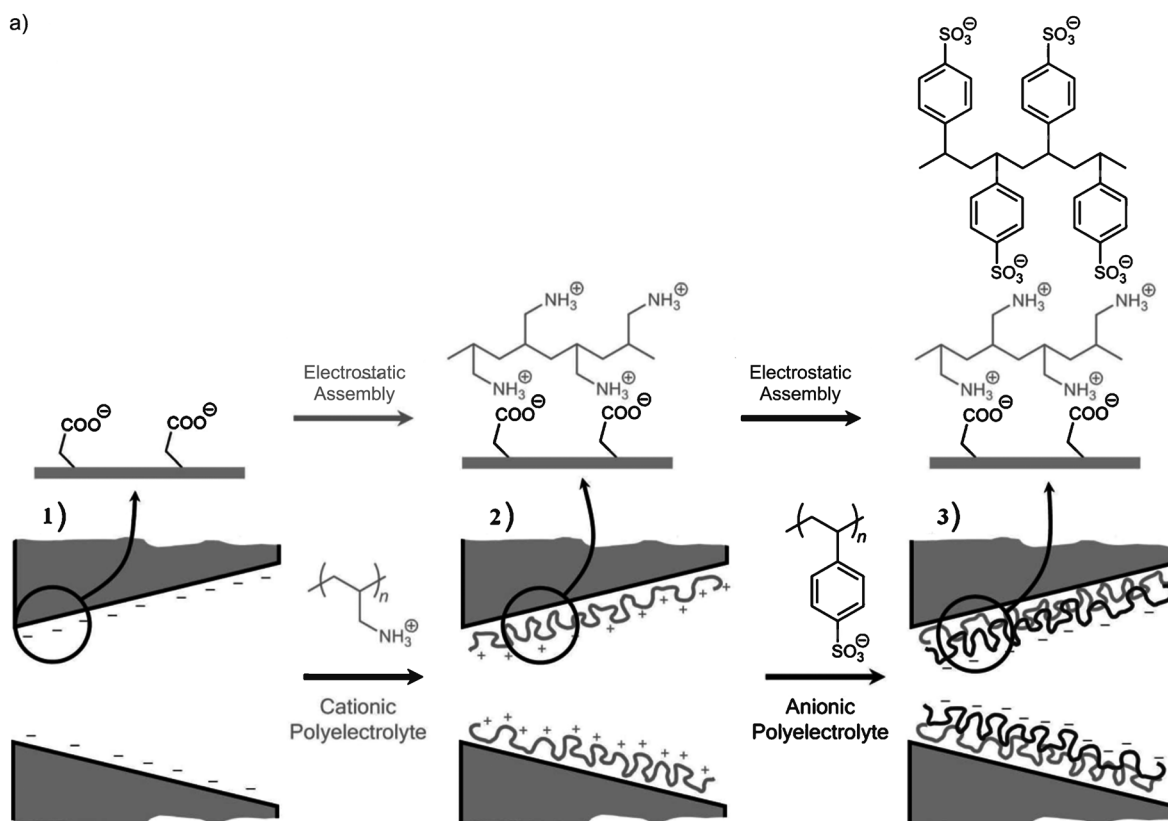 a)
SO3⊖ SO3⊖
SO3⊖ SO3⊖
NH3⊕ NH3⊕
NH3⊕ NH3⊕
NH3⊕ NH3⊕
NH3⊕ NH3⊕
Electrostatic
Assembly
Electrostatic
Assembly
COO⊖ COO⊖
COO⊖ COO⊖
COO⊖ COO⊖
1)
2)
3)
( )n
NH3⊕
( )n
SO3⊖
Cationic
Polyelectrolyte
Anionic
Polyelectrolyte